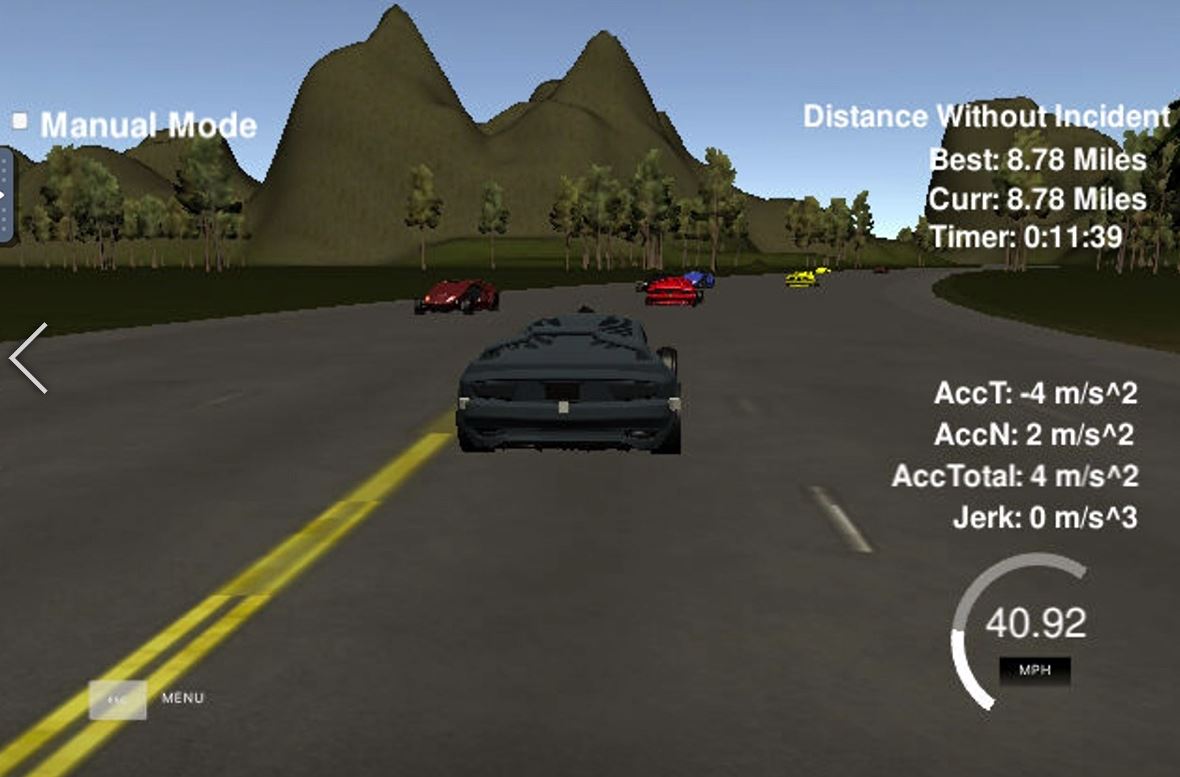 Manual Mode
Distance Without Incident
Best: 8.78 Miles
Curr: 8.78 Miles
Timer: 0:11:39
AccT: -4 m/s^2
AccN: 2 m/s^2
AccTotal: 4 m/s^2
Jerk: 0 m/s^3
40.92
MPH
MENU